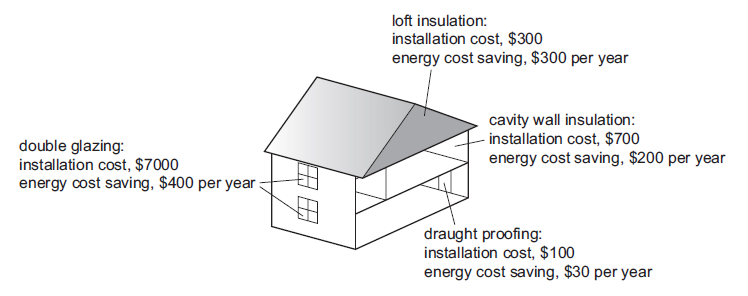 loft insulation:
installation cost, $300
energy cost saving, $300 per year
cavity wall insulation:
installation cost, $700
energy cost saving, $200 per year
double glazing:
installation cost, $7000
energy cost saving, $400 per year
draught proofing:
installation cost, $100
energy cost saving, $30 per year